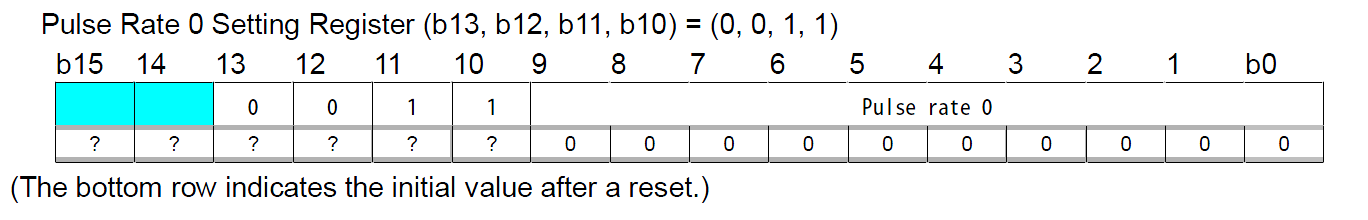 Pulse Rate 0 Setting Register (b13, b12, b11, b10) = (0, 0, 1, 1)
b15 14 13 12 11 10 9 8 7 6 5 4 3 2 1 b0
0 0 1 1 Pulse rate 0
? ? ? ? ? ? 0 0 0 0 0 0 0 0 0 0
(The bottom row indicates the initial value after a reset.)